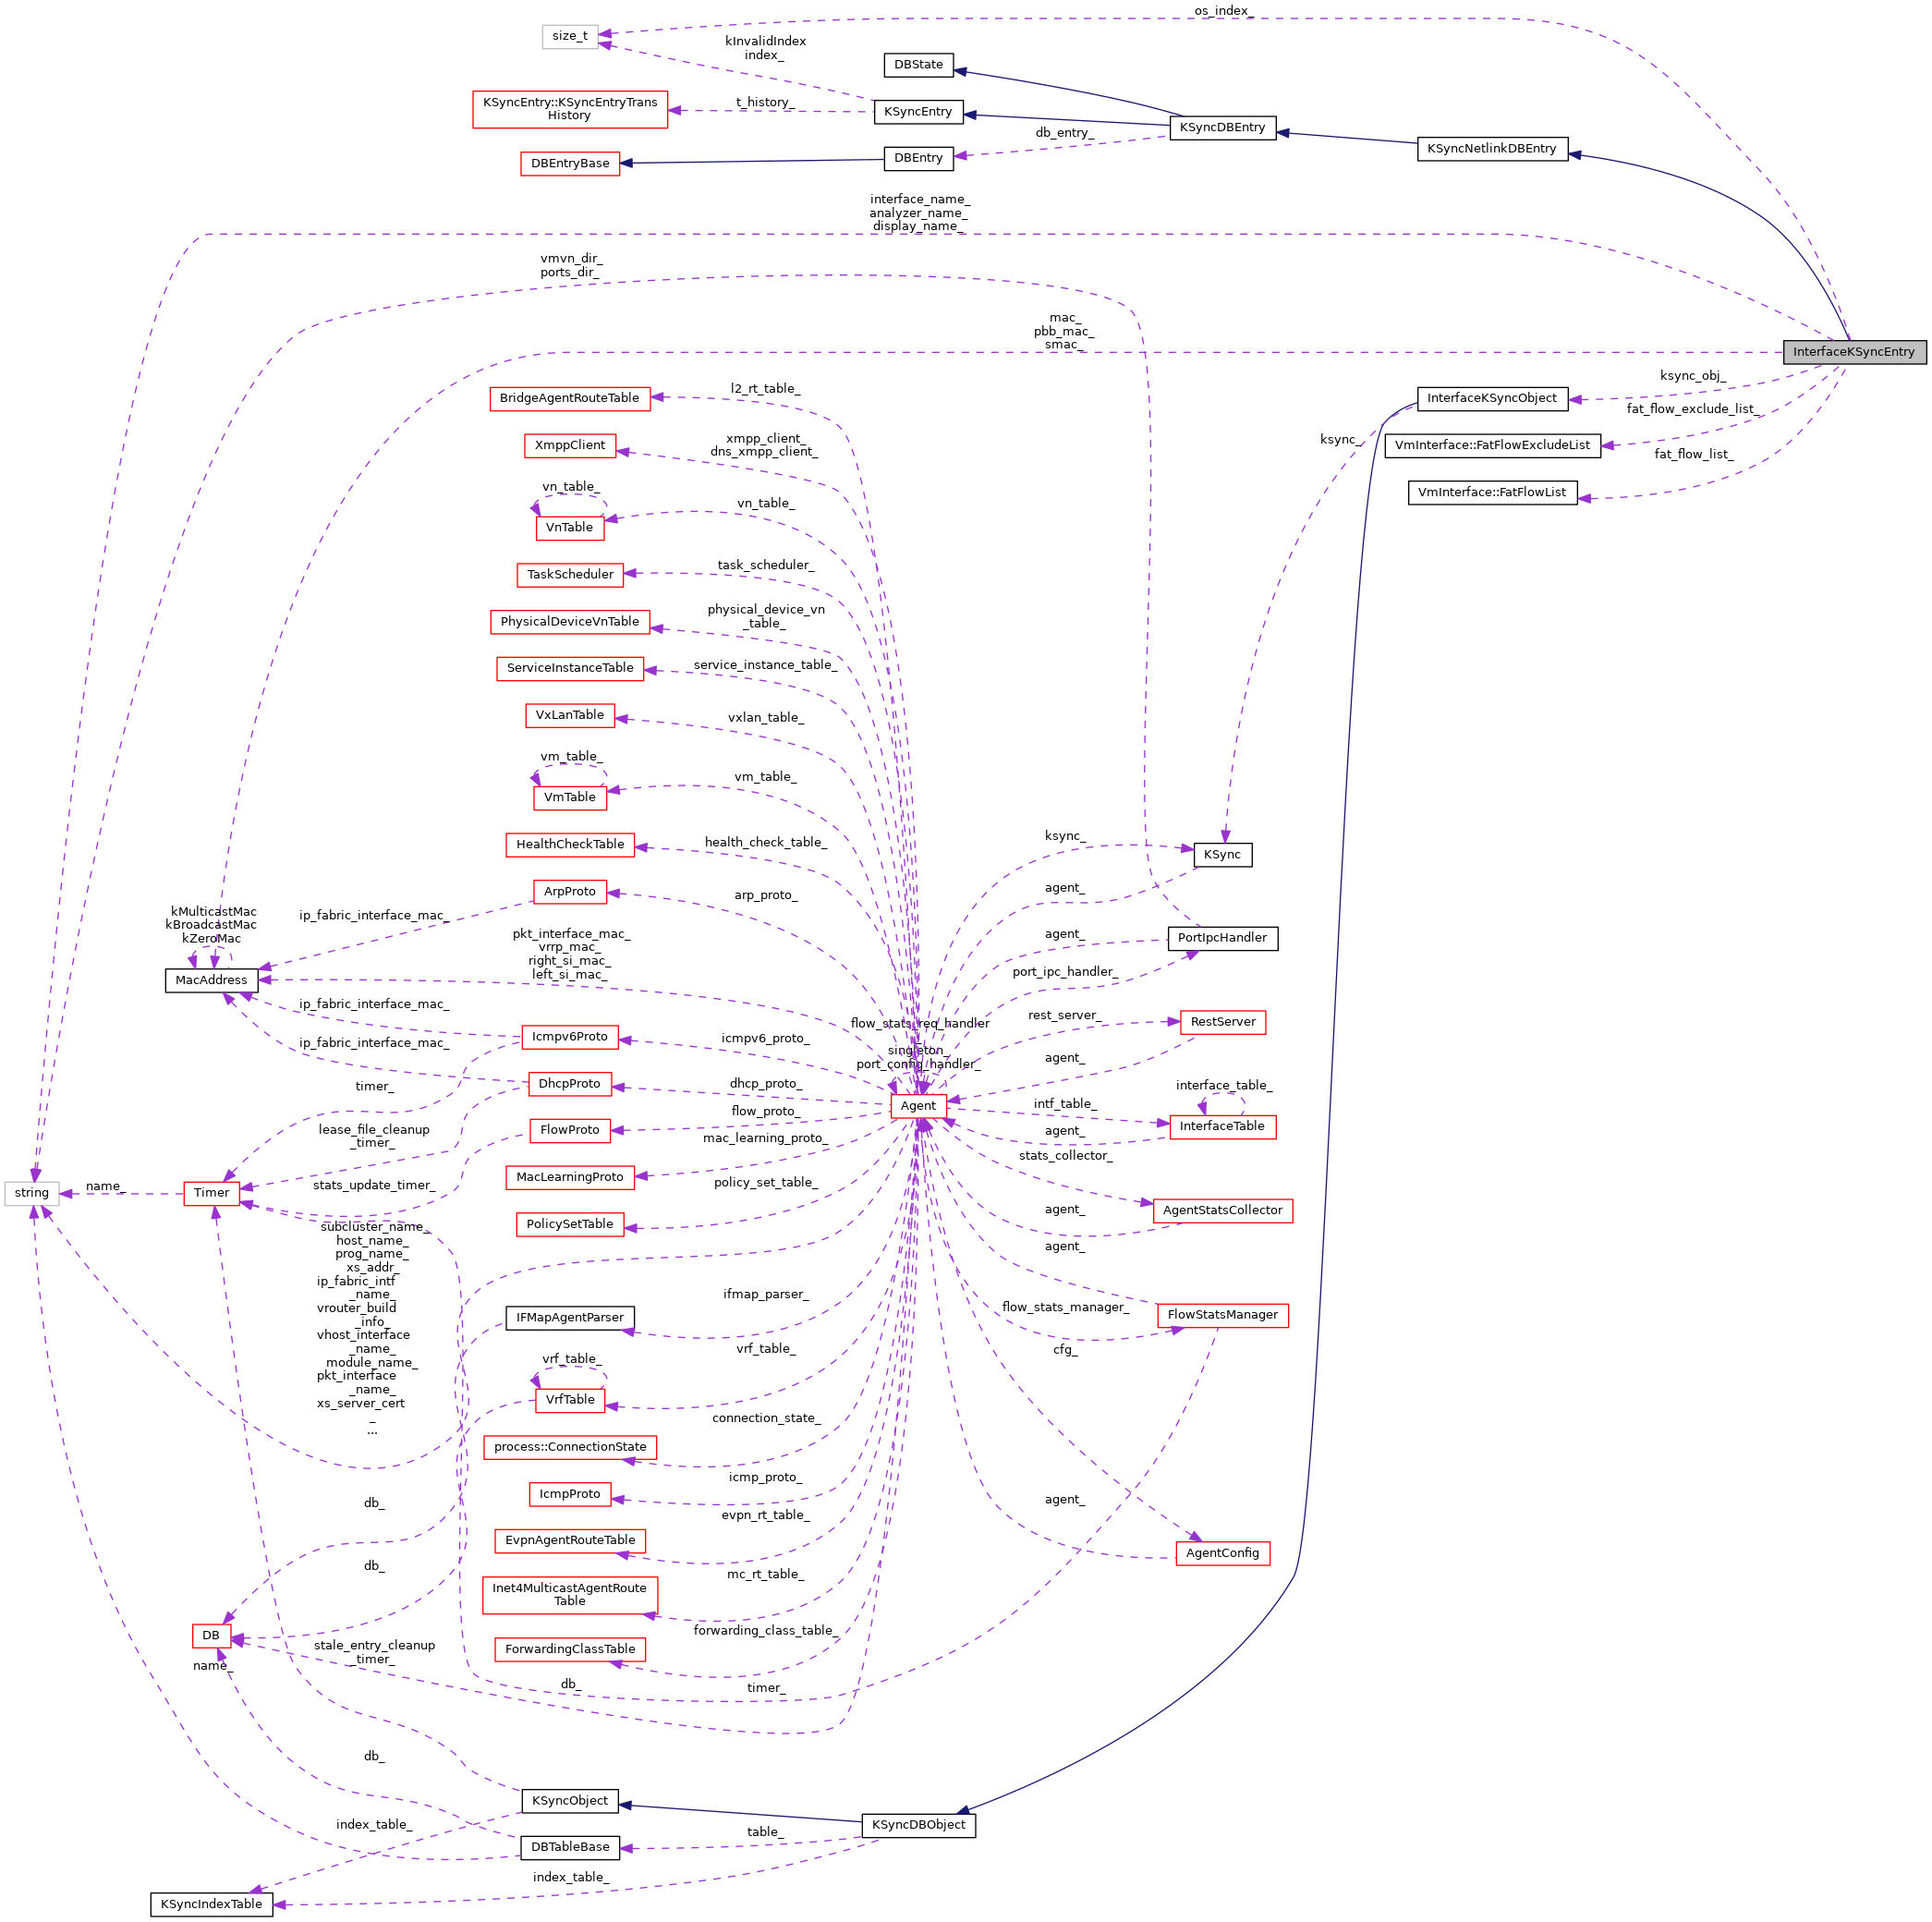 os_index_
size_t
kInvalidIndex
index_
DBState
KSyncEntry::KSyncEntryTrans
History
t_history_
KSyncEntry
KSyncDBEntry
db_entry_
KSyncNetlinkDBEntry
DBEntryBase
DBEntry
interface_name_
analyzer_name_
display_name_
vmvn_dir_
ports_dir_
mac_
pbb_mac_
smac_
InterfaceKSyncEntry
ksync_obj_
BridgeAgentRouteTable
l2_rt_table_
InterfaceKSyncObject
fat_flow_exclude_list_
XmppClient
xmpp_client_
dns_xmpp_client_
ksync_
VmInterface::FatFlowExcludeList
fat_flow_list_
vn_table_
VmInterface::FatFlowList
VnTable
vn_table_
TaskScheduler
task_scheduler_
PhysicalDeviceVnTable
physical_device_vn
_table_
ServiceInstanceTable
service_instance_table_
VxLanTable
vxlan_table_
vm_table_
VmTable
vm_table_
HealthCheckTable
health_check_table_
ksync_
KSync
ArpProto
arp_proto_
agent_
kMulticastMac
kBroadcastMac
kZeroMac
ip_fabric_interface_mac_
pkt_interface_mac_
vrrp_mac_
right_si_mac_
left_si_mac_
agent_
PortIpcHandler
MacAddress
port_ipc_handler_
ip_fabric_interface_mac_
Icmpv6Proto
icmpv6_proto_
flow_stats_req_handler
_
singleton_
port_config_handler_
rest_server_
RestServer
ip_fabric_interface_mac_
agent_
timer_
DhcpProto
dhcp_proto_
interface_table_
Agent
intf_table_
lease_file_cleanup
_timer_
FlowProto
flow_proto_
agent_
InterfaceTable
mac_learning_proto_
stats_collector_
MacLearningProto
string
name_
Timer
stats_update_timer_
policy_set_table_
agent_
AgentStatsCollector
PolicySetTable
subcluster_name_
host_name_
prog_name_
xs_addr_
ip_fabric_intf
_name_
vrouter_build
_info_
vhost_interface
_name_
module_name_
pkt_interface
_name_
xs_server_cert
_
...
agent_
IFMapAgentParser
ifmap_parser_
flow_stats_manager_
FlowStatsManager
vrf_table_
VrfTable
vrf_table_
cfg_
process::ConnectionState
connection_state_
IcmpProto
icmp_proto_
db_
agent_
EvpnAgentRouteTable
evpn_rt_table_
AgentConfig
db_
Inet4MulticastAgentRoute
Table
mc_rt_table_
DB
forwarding_class_table_
ForwardingClassTable
name_
stale_entry_cleanup
_timer_
db_
timer_
db_
KSyncObject
index_table_
KSyncDBObject
DBTableBase
table_
index_table_
KSyncIndexTable